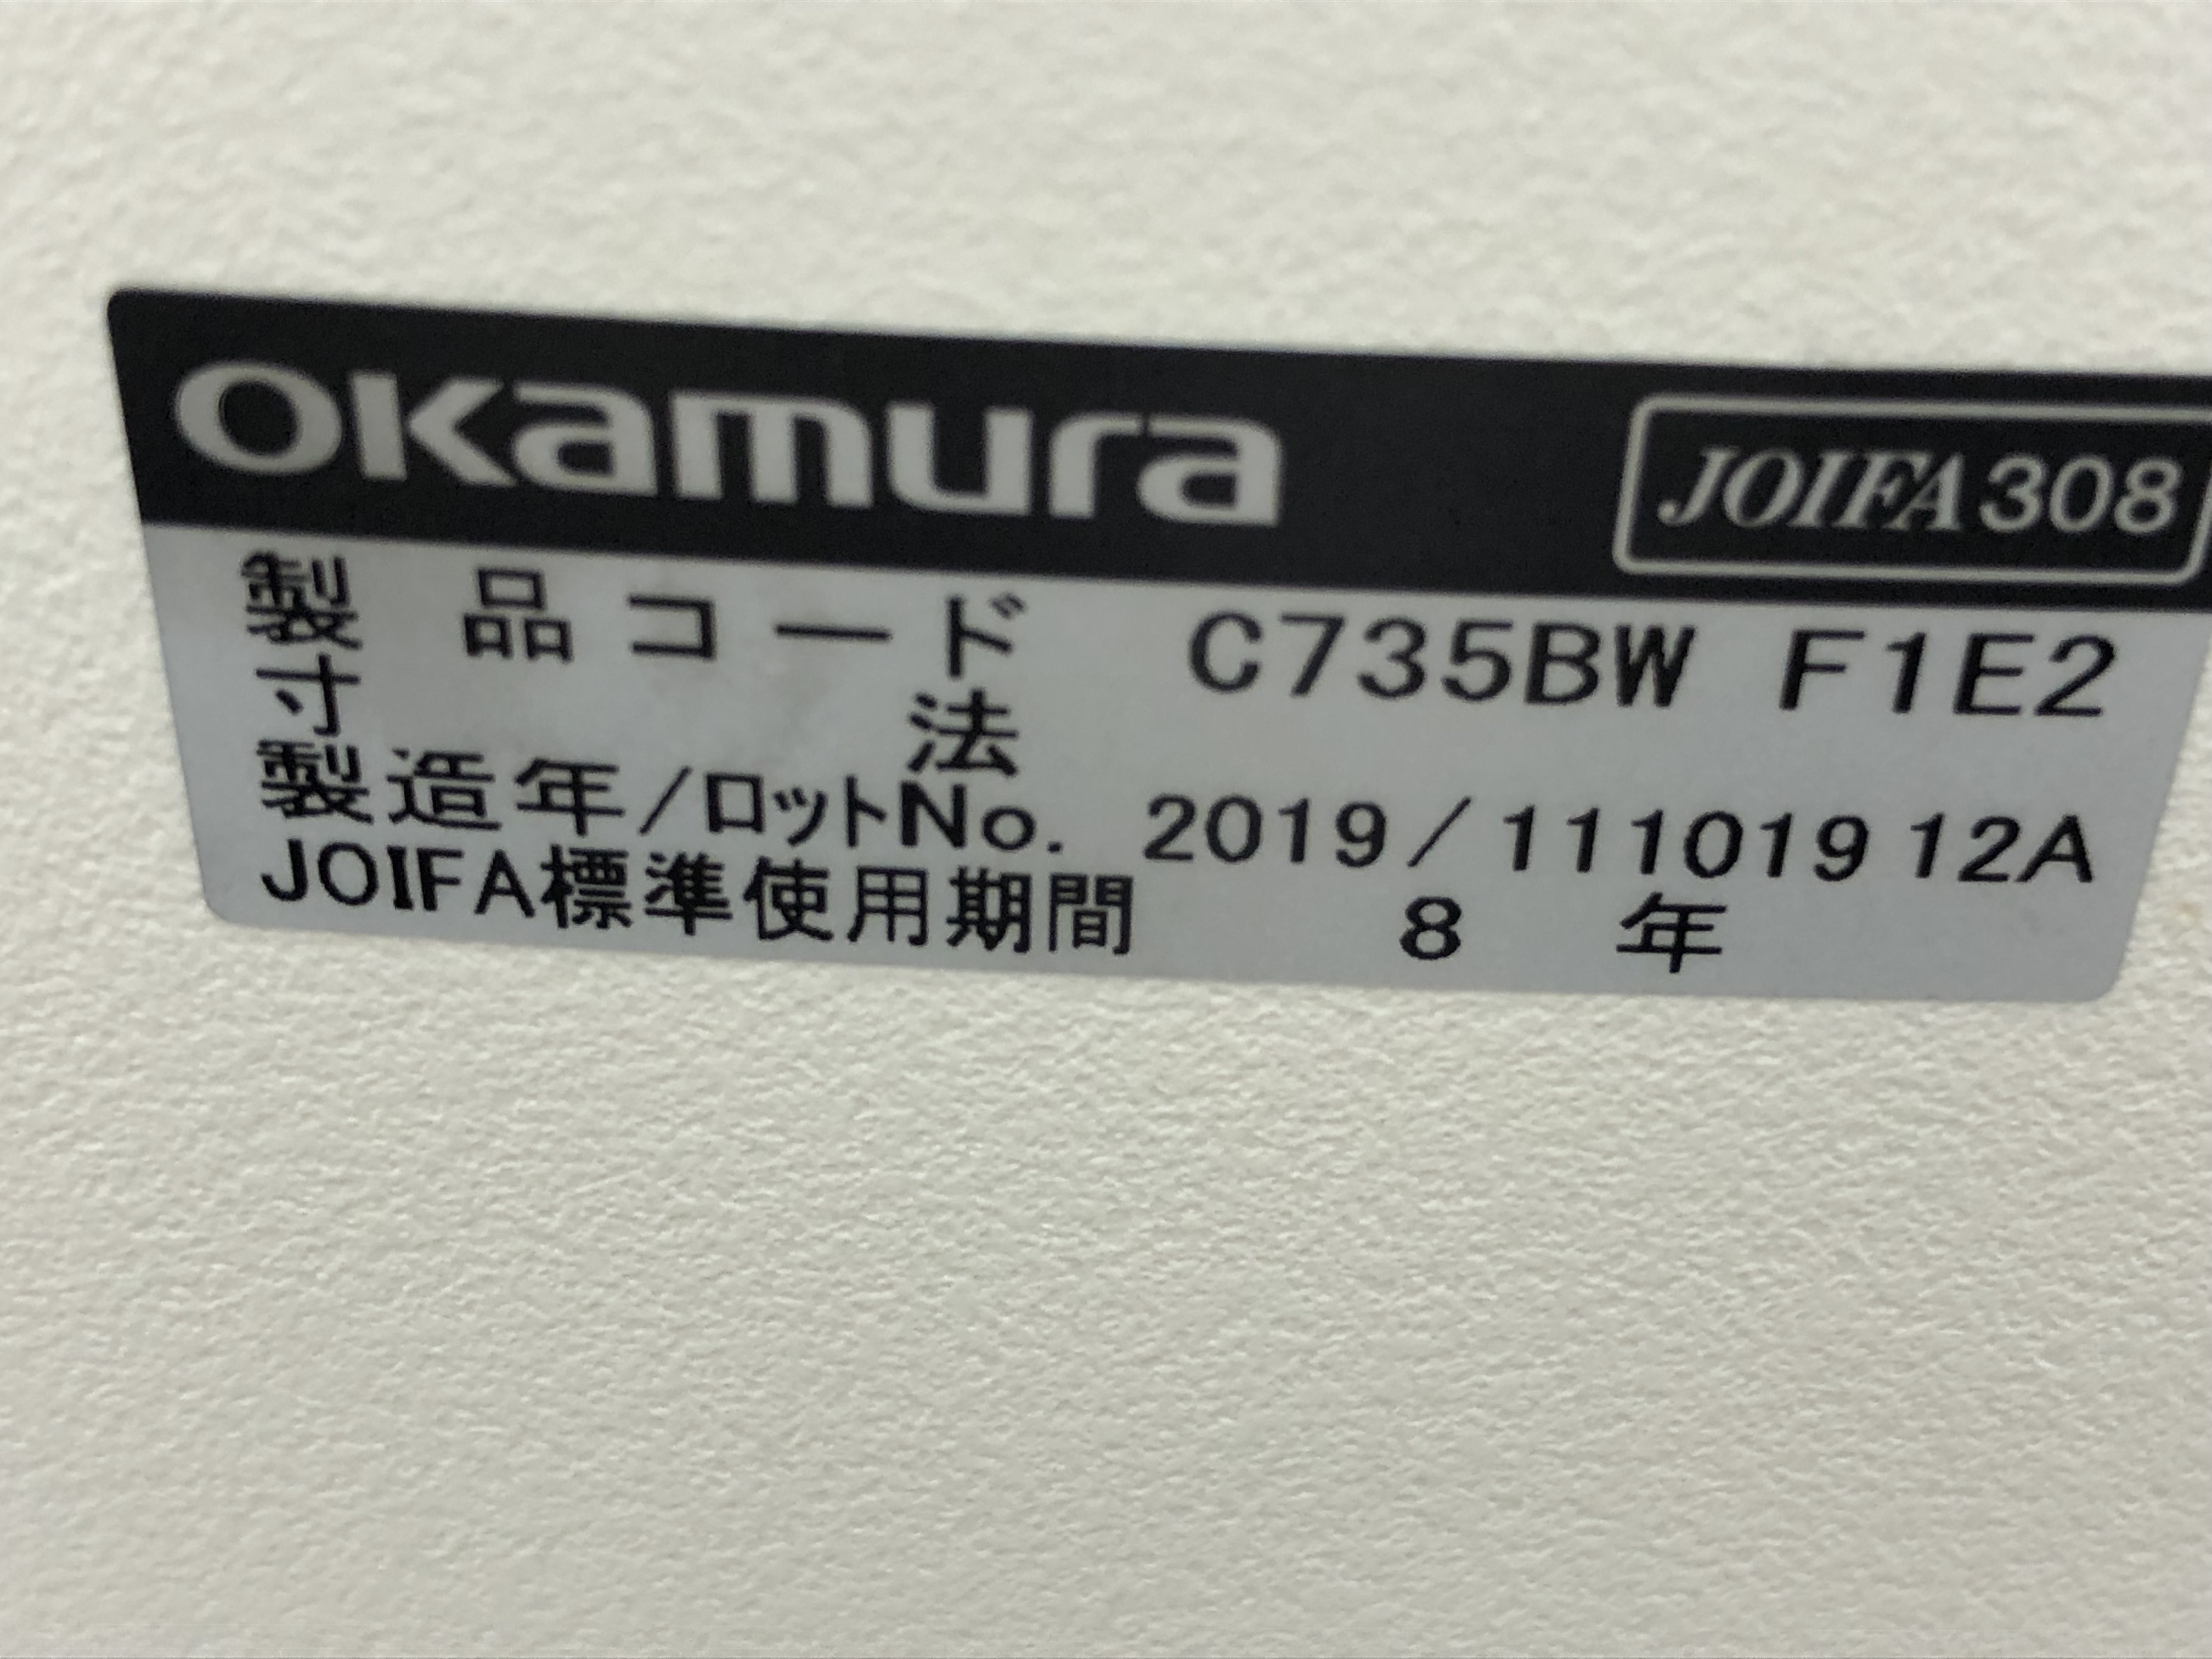 okamura JOIFA308
製品コード C735BW F1E2
寸法
製造年/ロットNo. 2019/11101912A
JOIFA標準使用期間 8 年